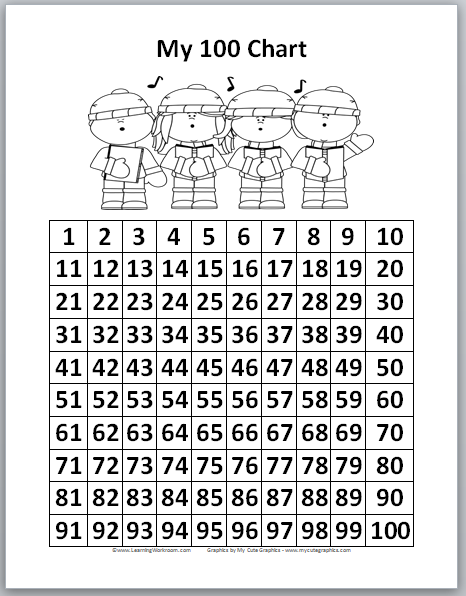 My 100 Chart
1 2 3 4 5 6 7 8 9 10
11 12 13 14 15 16 17 18 19 20
21 22 23 24 25 26 27 28 29 30
31 32 33 34 35 36 37 38 39 40
41 42 43 44 45 46 47 48 49 50
51 52 53 54 55 56 57 58 59 60
61 62 63 64 65 66 67 68 69 70
71 72 73 74 75 76 77 78 79 80
81 82 83 84 85 86 87 88 89 90
91 92 93 94 95 96 97 98 99 100
©www.LearningWorkroom.com Graphics by My Cute Graphics - www.mycutegraphics.com